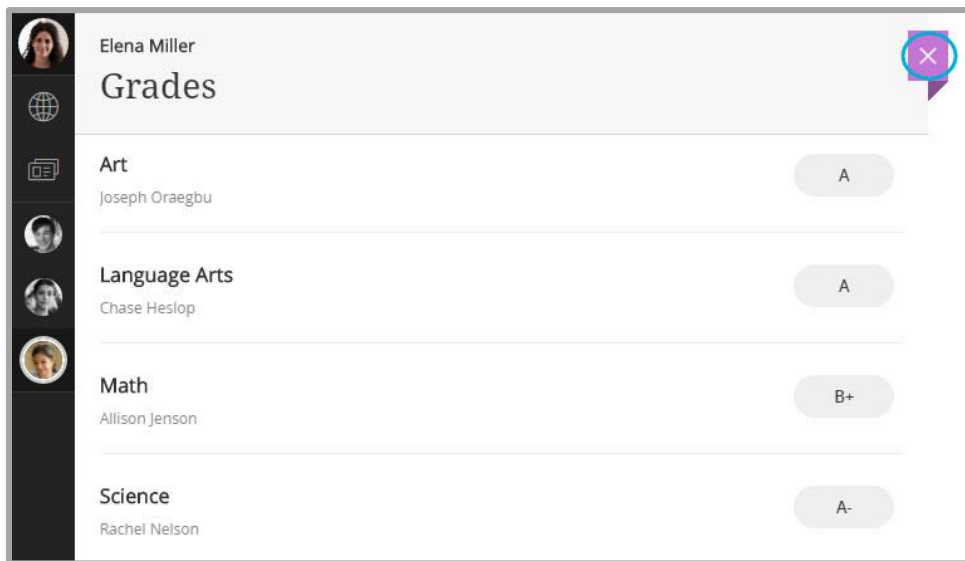 Elena Miller
Grades
Art
A
Joseph Oraegbu
Language Arts
A
Chase Heslop
Math
B+
Allison Jenson
Science
A-
Rachel Nelson